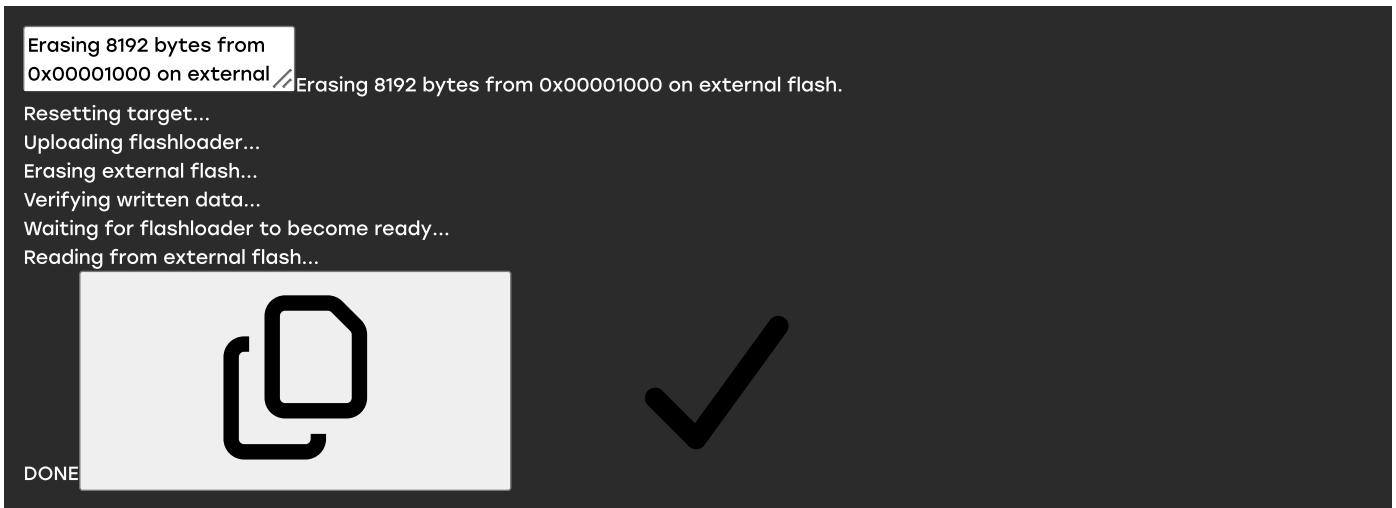 Erasing 8192 bytes from
0x00001000 on external
Erasing 8192 bytes from 0x00001000 on external flash.
Resetting target...
Uploading flashloader...
Erasing external flash...
Verifying written data...
Waiting for flashloader to become ready...
Reading from external flash...
DONE